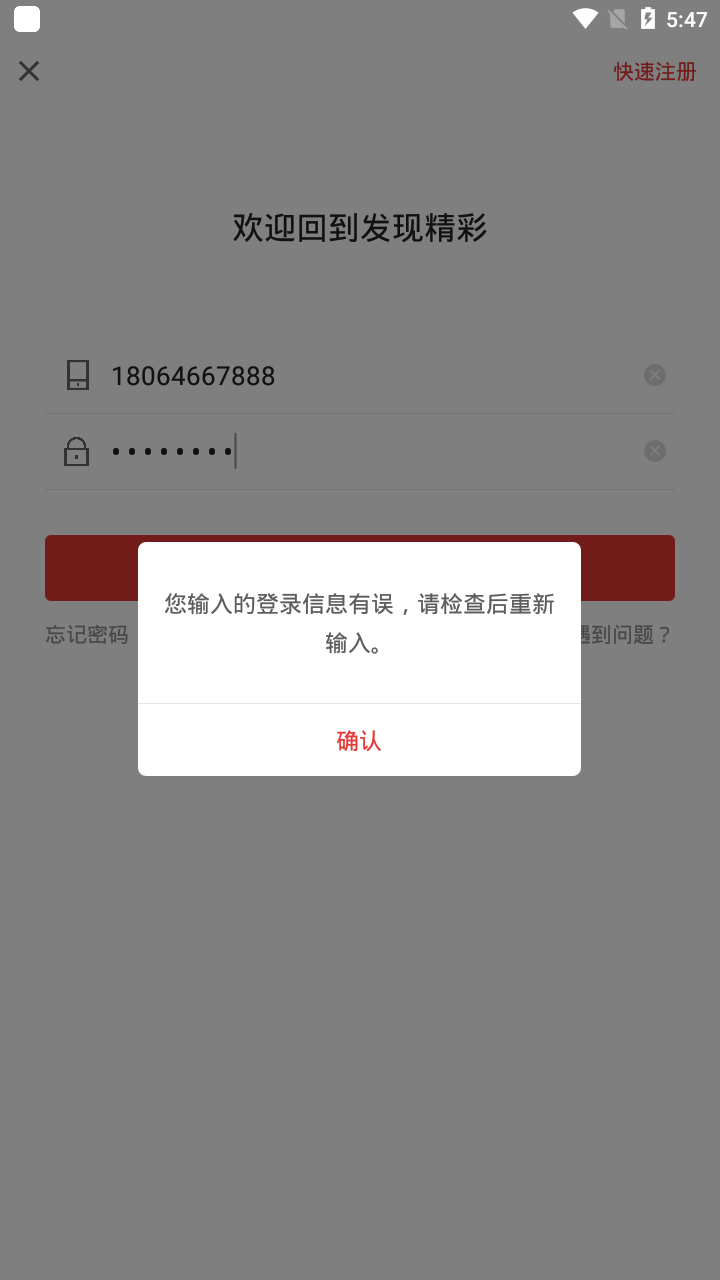 5:47
快速注册
欢迎回到发现精彩
18064667888
••••••••
您输入的登录信息有误，请检查后重新
输入。
忘记密码
遇到问题？
确认